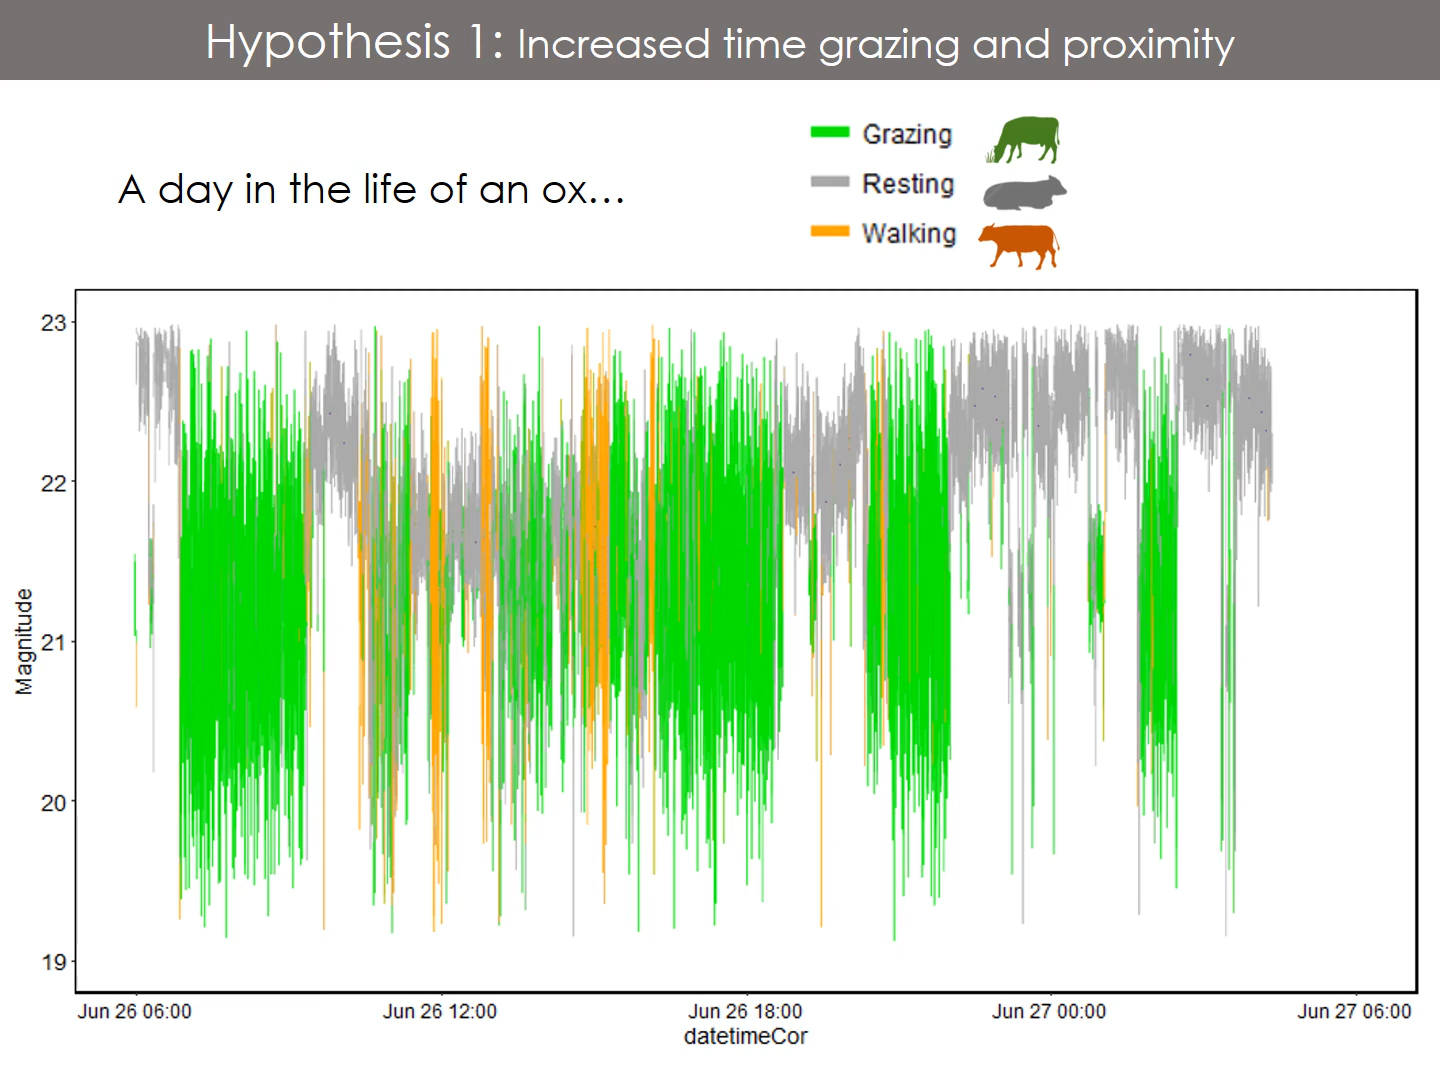 Hypothesis 1: Increased time grazing and proximity
Grazing
A day in the life of an ox...
Resting
Walking
23
22
21
20
19
Magnitude
Jun 26 06:00
Jun 26 12:00
Jun 26 18:00
Jun 27 00:00
Jun 27 06:00
datetimeCor